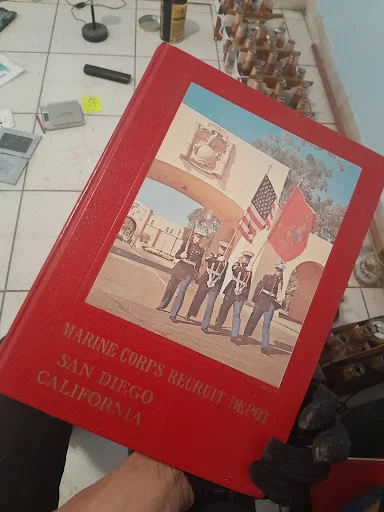 MARINE CORPS RECRUIT DEPOT
SAN DIEGO
CALIFORNIA